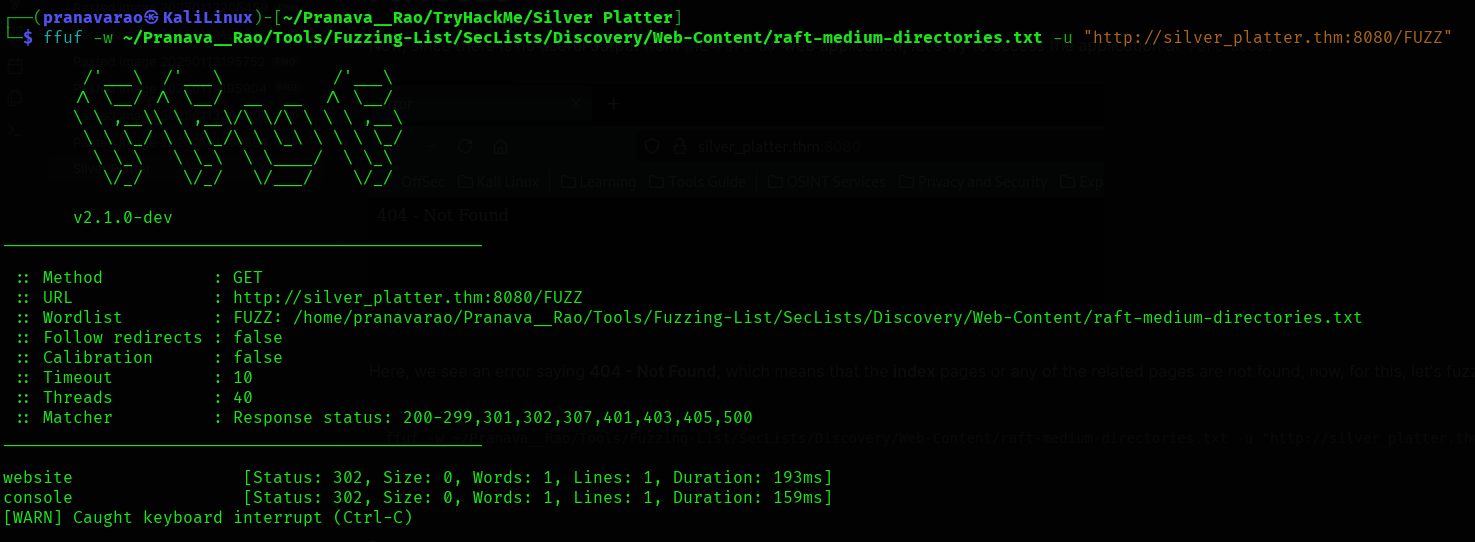 ┌──(pranavarao㉿KaliLinux)-[~/Pranava__Rao/TryHackMe/Silver Platter]
└─$ ffuf -w ~/Pranava__Rao/Tools/Fuzzing-List/SecLists/Discovery/Web-Content/raft-medium-directories.txt -u "http://silver_platter.thm:8080/FUZZ"
v2.1.0-dev
:: Method : GET
:: URL : http://silver_platter.thm:8080/FUZZ
:: Wordlist : FUZZ: /home/pranavarao/Pranava__Rao/Tools/Fuzzing-List/SecLists/Discovery/Web-Content/raft-medium-directories.txt
:: Follow redirects : false
:: Calibration : false
:: Timeout : 10
:: Threads : 40
:: Matcher : Response status: 200-299,301,302,307,401,403,405,500
website [Status: 302, Size: 0, Words: 1, Lines: 1, Duration: 193ms]
console [Status: 302, Size: 0, Words: 1, Lines: 1, Duration: 159ms]
[WARN] Caught keyboard interrupt (Ctrl-C)
silver_platter.thm:8080
OffSec Kali Linux Learning Tools Guide OSINT Services Privacy and Security
404 - Not Found
Here, we see an error saying 404 - Not Found, which means that the index pages or any of the related pages are not found, now, for this, let's